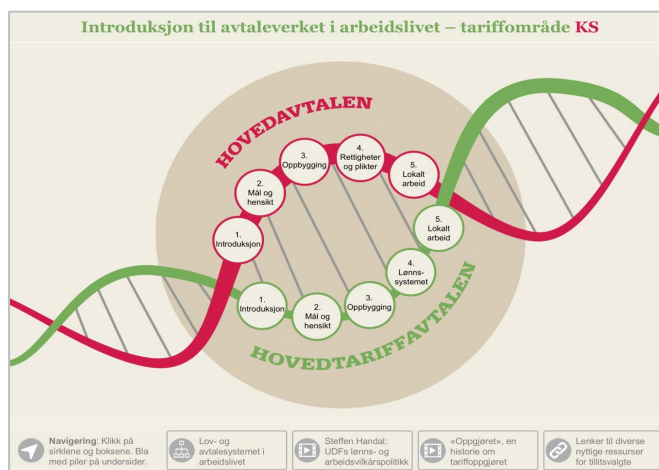 Introduksjon til avtaleverket i arbeidslivet – tariffområde KS
HOVEDAVTALEN
1.
Introduksjon
2.
Mål og
hensikt
3.
Oppbygging
4.
Rettigheter
og plikter
5.
Lokalt
arbeid
1.
Introduksjon
2.
Mål og
hensikt
3.
Oppbygging
4.
Lønns-
systemet
5.
Lokalt
arbeid
HOVEDTARIFFAVTALEN
Navigering: Klikk på
sirklene og boksene. Bla
med piler på undersider.
Lov- og
avtalesystemet i
arbeidslivet
Steffen Handal:
UDFs lønns- og
arbeidsvilkårspolitikk
«Oppgjøret», en
historie om
tariffoppgjøret
Lenker til diverse
nyttige ressurser
for tillitsvalgte